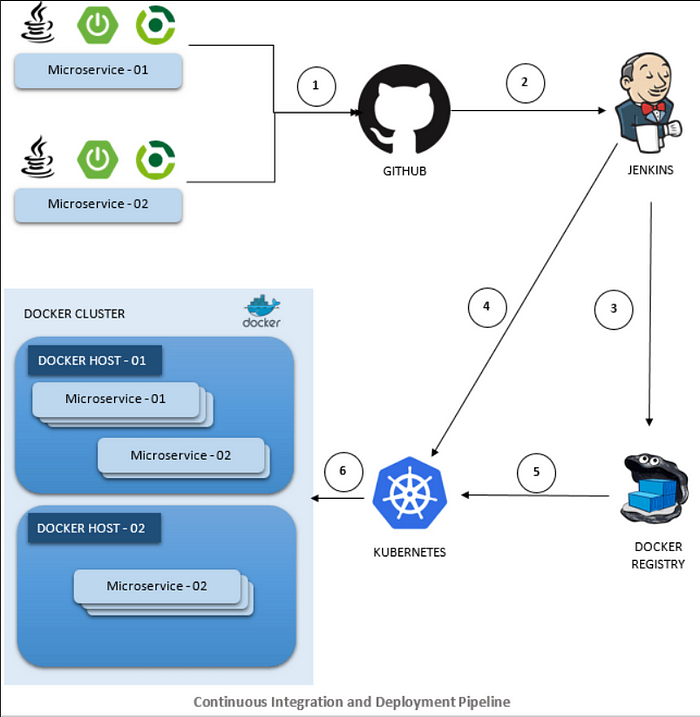 Microservice - 01
1
2
GITHUB
JENKINS
Microservice - 02
4
3
DOCKER CLUSTER
docker
DOCKER HOST - 01
Microservice - 01
Microservice - 02
6
5
KUBERNETES
DOCKER
REGISTRY
DOCKER HOST - 02
Microservice - 02
Continuous Integration and Deployment Pipeline